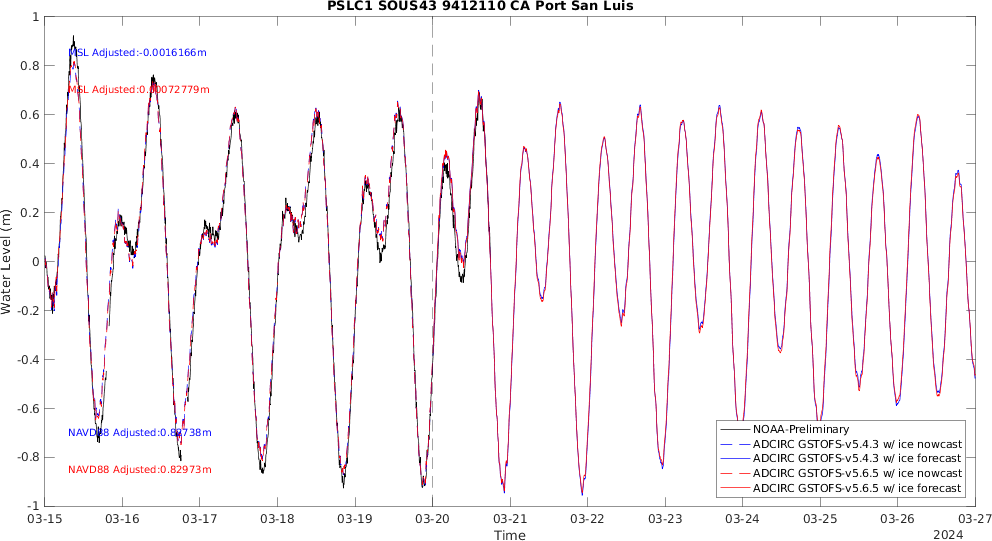 PSLC1 SOUS43 9412110 CA Port San Luis
1
0.8
0.6
0.4
0.2
0
-0.2
-0.4
-0.6
-0.8
-1
Water Level (m)
MSL Adjusted:-0.0016166m
MSL Adjusted:0.00072779m
NAVD88 Adjusted:
NAVD88 Adjusted:0.82973m
NOAA-Preliminary
ADCIRC GSTOFS-v5.4.3 w/ ice nowcast
ADCIRC GSTOFS-v5.4.3 w/ ice forecast
ADCIRC GSTOFS-v5.6.5 w/ ice nowcast
ADCIRC GSTOFS-v5.6.5 w/ ice forecast
03-15 03-16 03-17 03-18 03-19 03-20 03-21 03-22 03-23 03-24 03-25 03-26 03-27
Time
2024